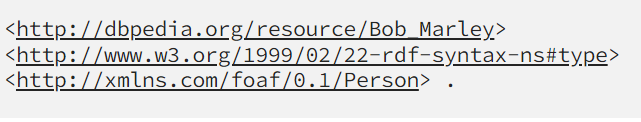 <http://dbpedia.org/resource/Bob_Marley>
<http://www.w3.org/1999/02/22-rdf-syntax-ns#type>
<http://xmlns.com/foaf/0.1/Person> .